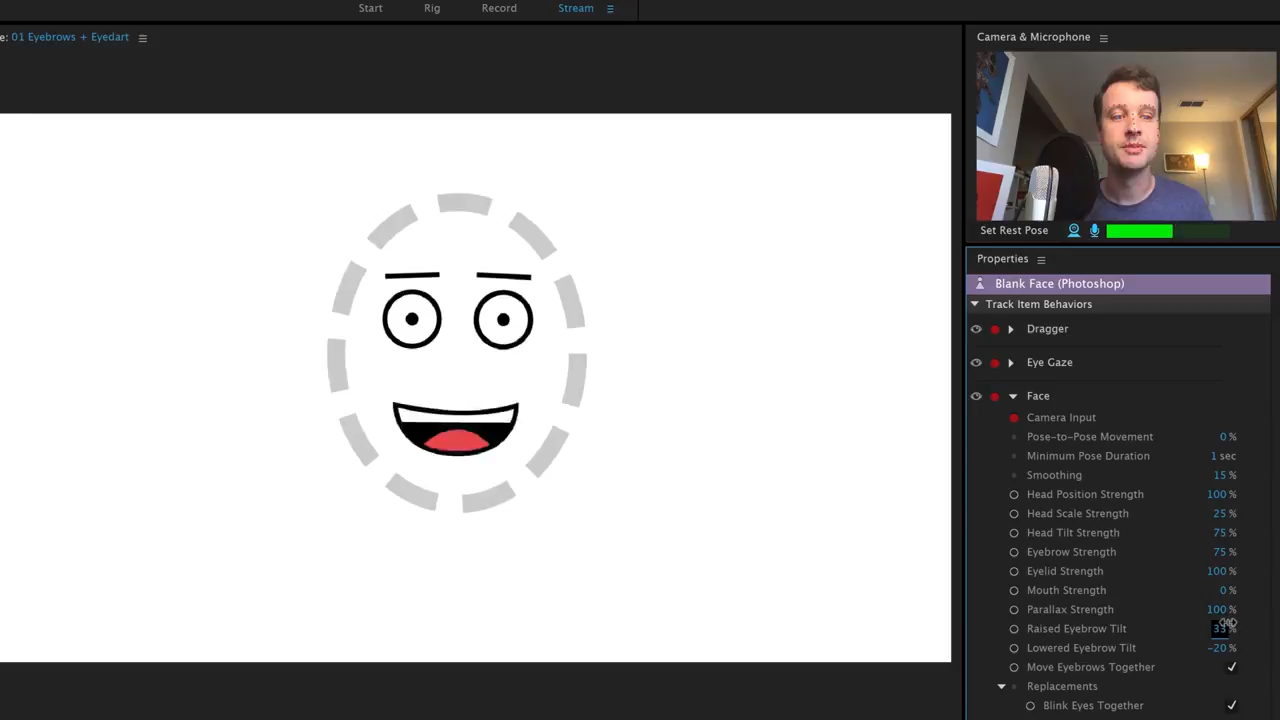 Start Rig Record Stream
e: 01 Eyebrows + Eyedart
Camera & Microphone
Set Rest Pose
Properties
Blank Face (Photoshop)
Track Item Behaviors
Dragger
Eye Gaze
Face
Camera Input
Pose-to-Pose Movement 0 %
Minimum Pose Duration 1 sec
Smoothing 15 %
Head Position Strength 100 %
Head Scale Strength 25 %
Head Tilt Strength 75 %
Eyebrow Strength 75 %
Eyelid Strength 100 %
Mouth Strength 0 %
Parallax Strength 100 %
Raised Eyebrow Tilt 33 %
Lowered Eyebrow Tilt -20 %
Move Eyebrows Together
Replacements
Blink Eyes Together